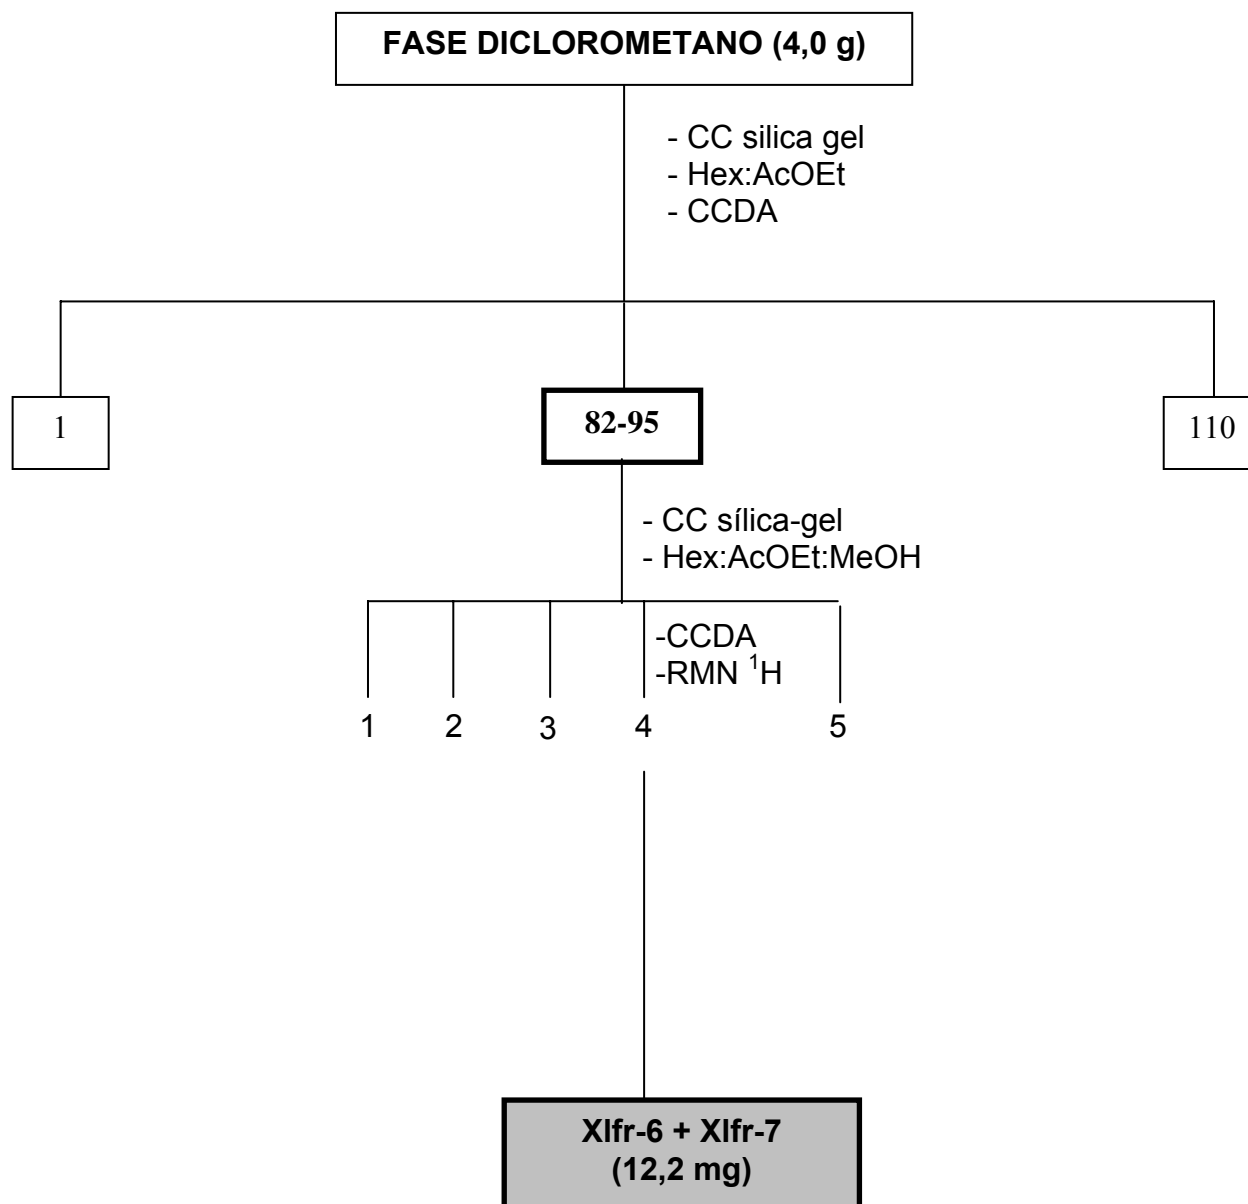 FASE DICLOROMETANO (4,0 g)
- CC silica gel
- Hex:AcOEt
- CCDA
1
82-95
110
- CC sílica-gel
- Hex:AcOEt:MeOH
-CCDA
-RMN ¹H
1 2 3 4 5
Xlfr-6 + Xlfr-7
(12,2 mg)